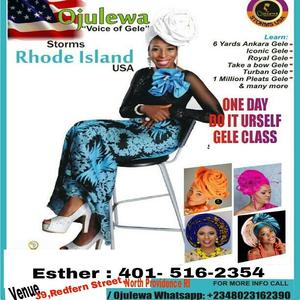 Ojulewa
"Voice of Gele"
Storms
Rhode Island
USA
Learn:
6 Yards Ankara Gele
Iconic Gele
Royal Gele
Take a bow Gele
Turban Gele
1 Million Pleats Gele
& many more
ONE DAY
DO IT URSELF
GELE CLASS
Esther : 401- 516-2354
Venue
39,Redfern Street North Providence RI
FOR MORE INFO CALL
/ Ojulewa Whatsapp: +2348023162390